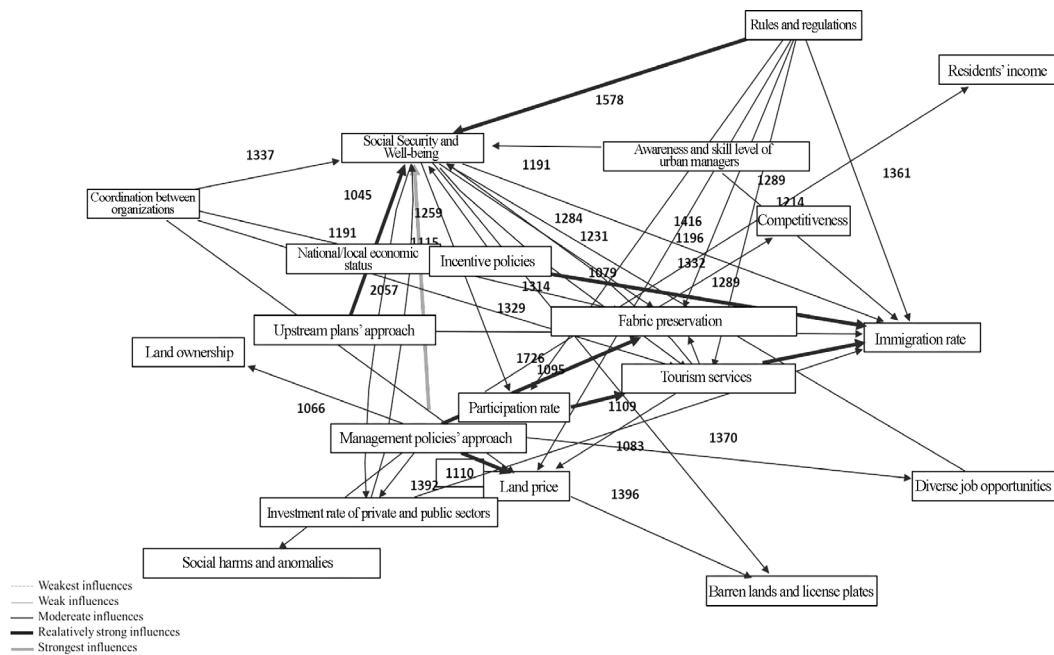 Rules and regulations
Residents' income
1578
Social Security and
Well-being
Awareness and skill level of
urban managers
1337
1191
1289
1361
1045
Coordination between
organizations
1259
1284
1416
1214
Competitiveness
1191
1115
1231
1196
National/local economic
status
Incentive policies
1079
1332
1289
2057
1314
1329
Fabric preservation
Upstream plans' approach
Immigration rate
Land ownership
1726
1095
Tourism services
1066
Participation rate
1109
Management policies' approach
1083
1370
1110
1392
Land price
1396
Diverse job opportunities
Investment rate of private and public sectors
Social harms and anomalies
Barren lands and license plates
Weakest influences
Weak influences
Modereate influences
Realatively strong influences
Strongest influences